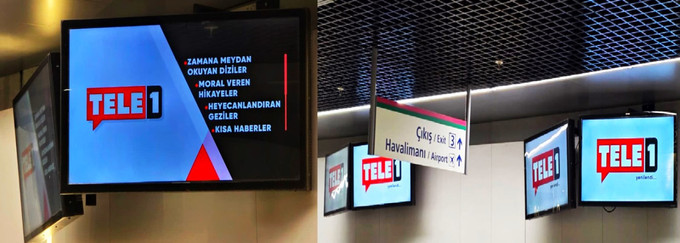 TELE1
•ZAMANA MEYDAN
OKUYAN DİZİLER
•MORAL VEREN
HİKAYELER
•HEYECANLANDIRAN
GEZİLER
•KISA HABERLER
Çıkış / Exit 3 ↑
Havalimanı / Airport ↑
TELE1
TELE1
TELE1
yenilendi...